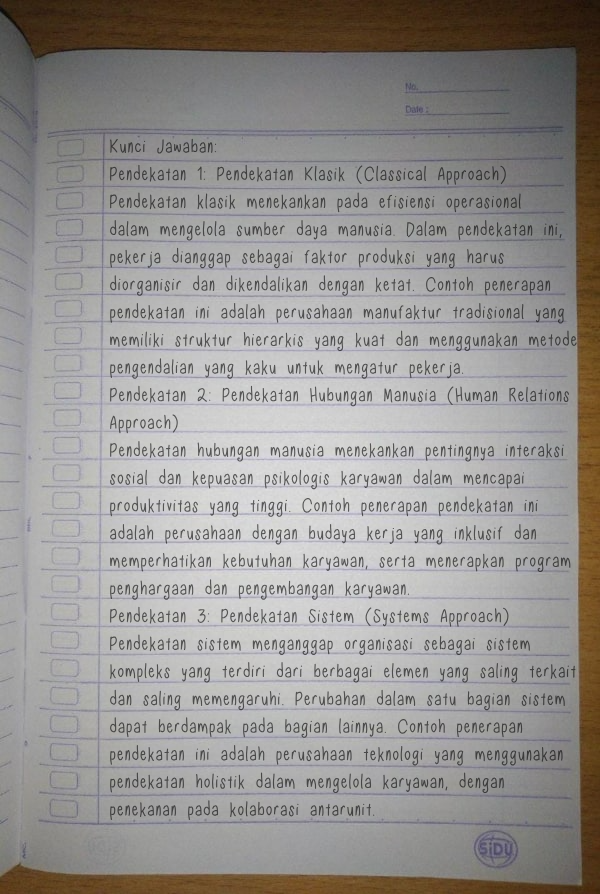 No.
Date :
Kunci Jawaban:
Pendekatan 1: Pendekatan Klasik (Classical Approach)
Pendekatan klasik menekankan pada efisiensi operasional
dalam mengelola sumber daya manusia. Dalam pendekatan ini,
pekerja dianggap sebagai faktor produksi yang harus
diorganisir dan dikendalikan dengan ketat. Contoh penerapan
pendekatan ini adalah perusahaan manufaktur tradisional yang
memiliki struktur hierarkis yang kuat dan menggunakan metode
pengendalian yang kaku untuk mengatur pekerja.
Pendekatan 2: Pendekatan Hubungan Manusia (Human Relations
Approach)
Pendekatan hubungan manusia menekankan pentingnya interaksi
sosial dan kepuasan psikologis karyawan dalam mencapai
produktivitas yang tinggi. Contoh penerapan pendekatan ini
adalah perusahaan dengan budaya kerja yang inklusif dan
memperhatikan kebutuhan karyawan, serta menerapkan program
penghargaan dan pengembangan karyawan.
Pendekatan 3: Pendekatan Sistem (Systems Approach)
Pendekatan sistem menganggap organisasi sebagai sistem
kompleks yang terdiri dari berbagai elemen yang saling terkait
dan saling memengaruhi. Perubahan dalam satu bagian sistem
dapat berdampak pada bagian lainnya. Contoh penerapan
pendekatan ini adalah perusahaan teknologi yang menggunakan
pendekatan holistik dalam mengelola karyawan, dengan
penekanan pada kolaborasi antarunit.
SiDU